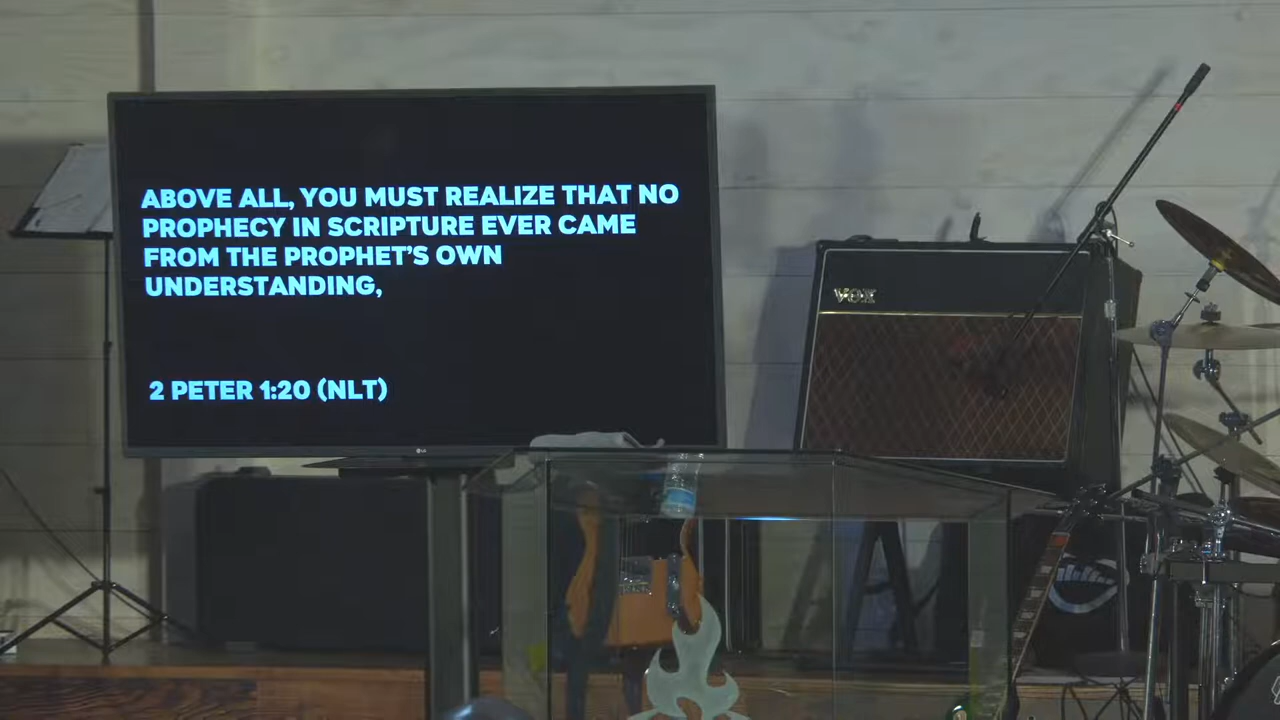 ABOVE ALL, YOU MUST REALIZE THAT NO
PROPHECY IN SCRIPTURE EVER CAME
FROM THE PROPHET'S OWN
UNDERSTANDING,
2 PETER 1:20 (NLT)
LG
VOX